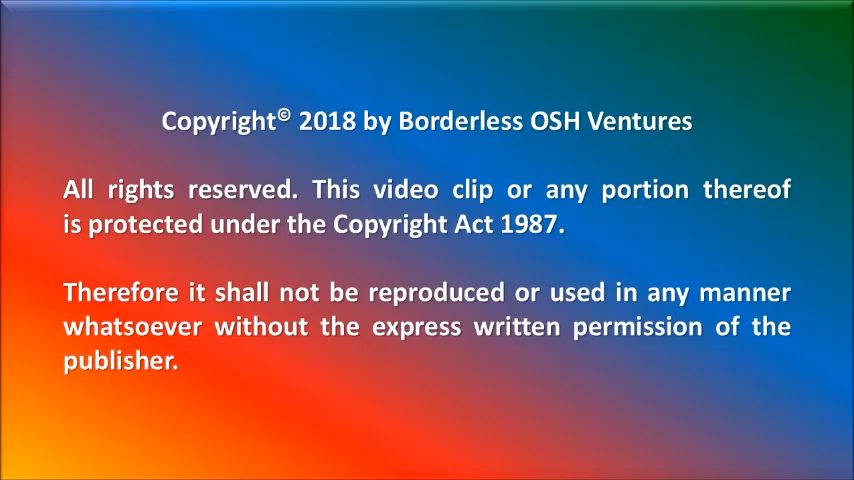 Copyright© 2018 by Borderless OSH Ventures
All rights reserved. This video clip or any portion thereof
is protected under the Copyright Act 1987.
Therefore it shall not be reproduced or used in any manner
whatsoever without the express written permission of the
publisher.